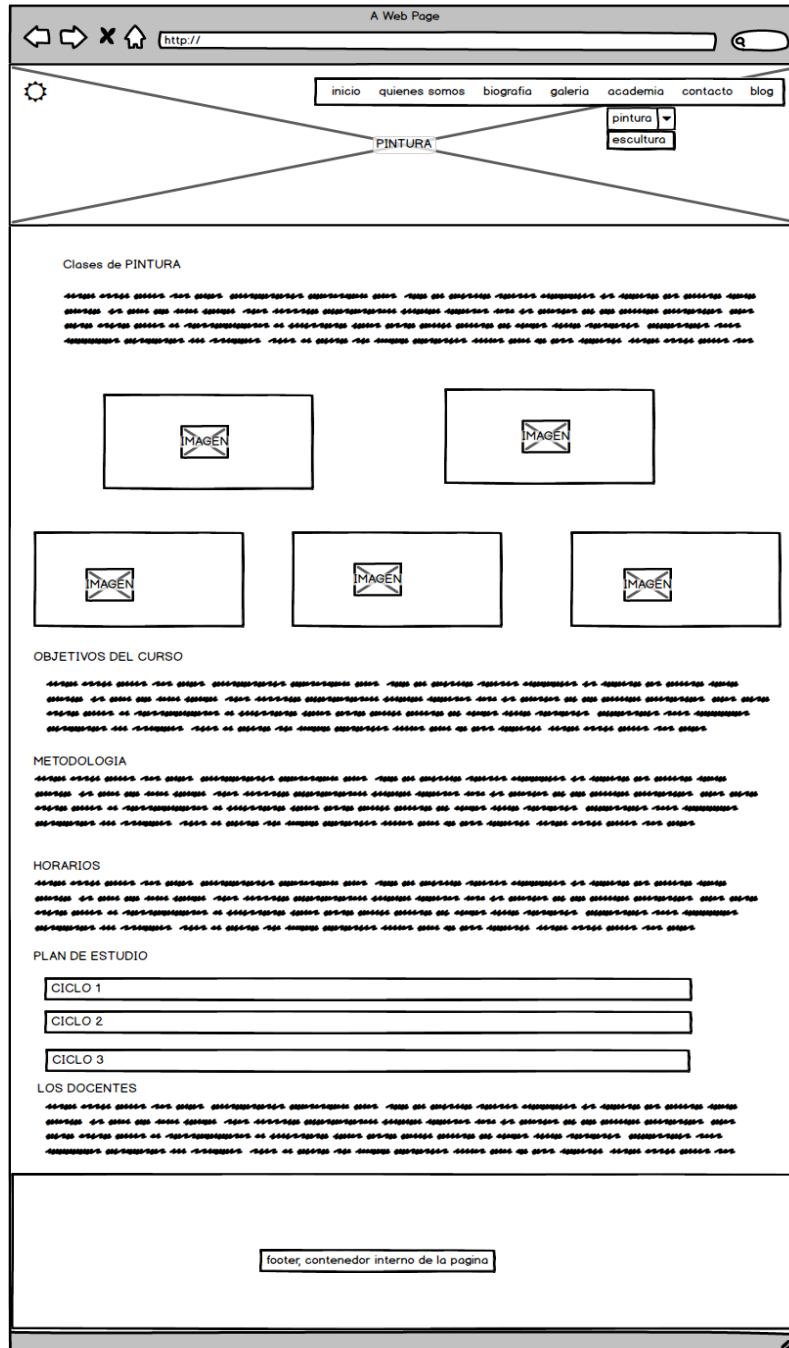 A Web Page
http://
inicio quienes somos biografia galeria academia contacto blog
pintura
escultura
PINTURA
Clases de PINTURA
IMAGEN
IMAGEN
IMAGEN
IMAGEN
IMAGEN
OBJETIVOS DEL CURSO
METODOLOGIA
HORARIOS
PLAN DE ESTUDIO
CICLO 1
CICLO 2
CICLO 3
LOS DOCENTES
footer, contenedor interno de la pagina